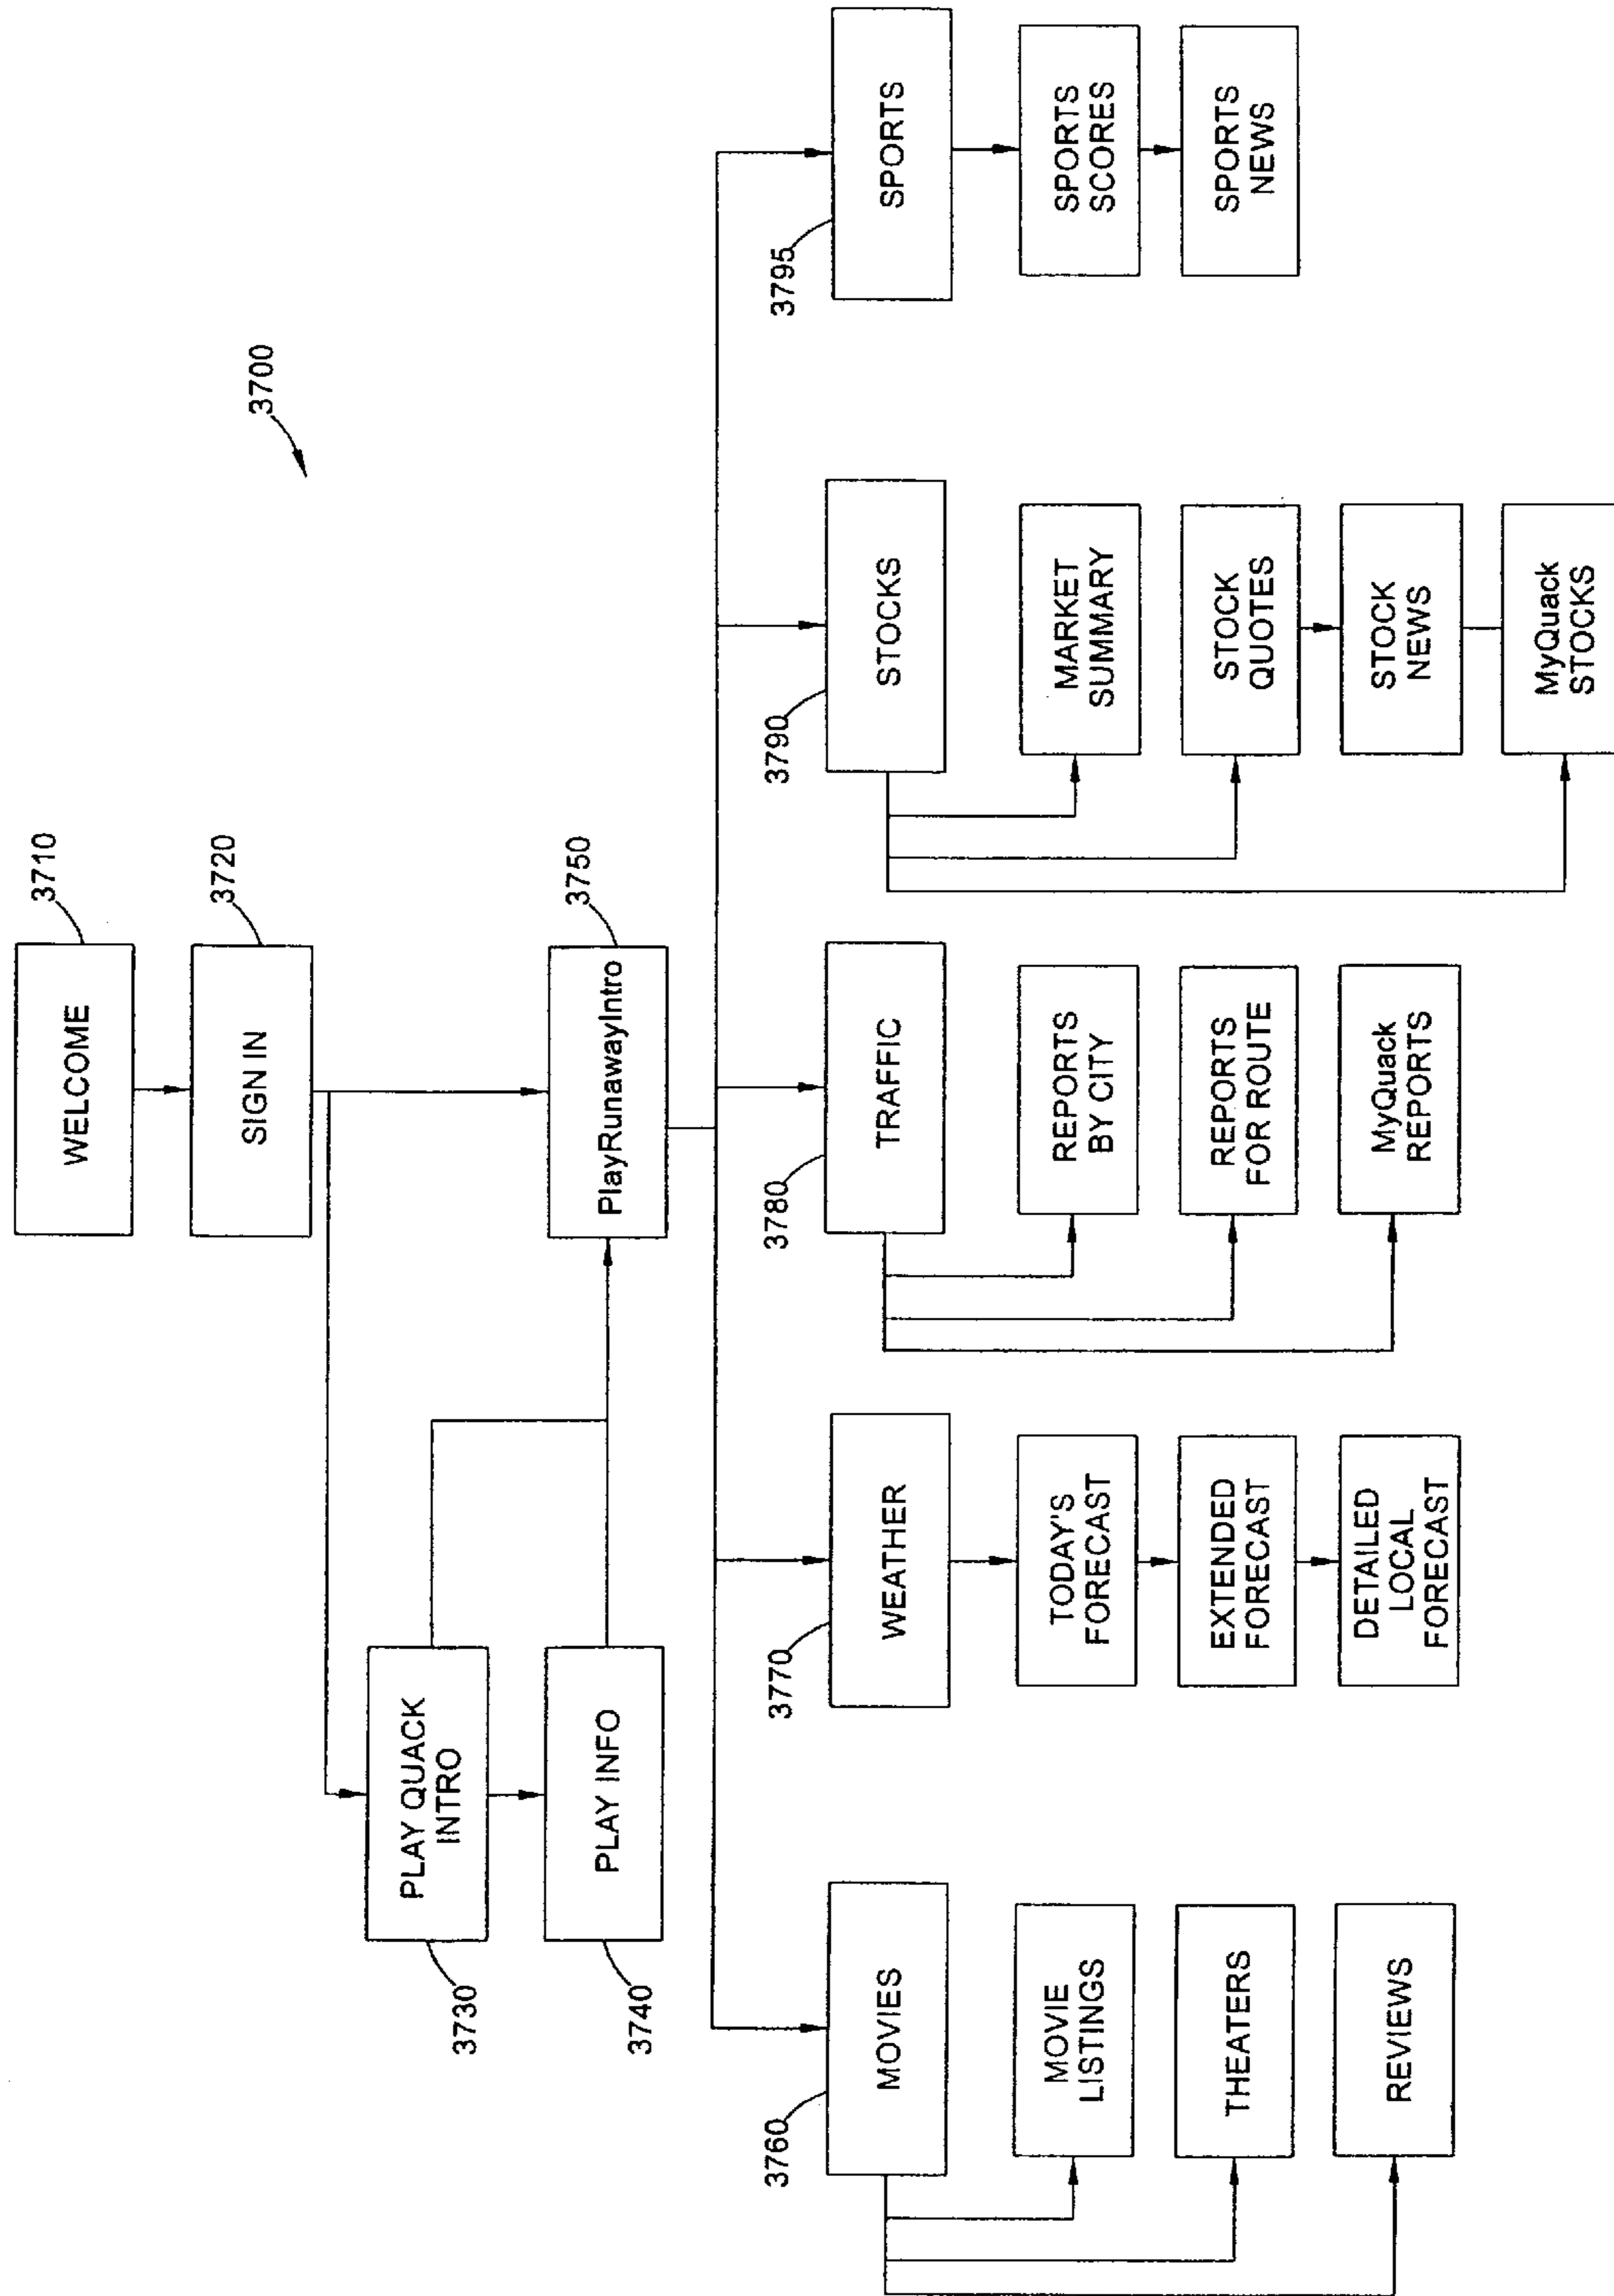 3700
WELCOME
3710
SIGN IN
3720
PLAY QUACK
INTRO
3730
PLAY INFO
3740
PlayRunawayIntro
3750
MOVIES
3760
MOVIE
LISTINGS
THEATERS
REVIEWS
WEATHER
3770
TODAY'S
FORECAST
EXTENDED
FORECAST
DETAILED
LOCAL
FORECAST
TRAFFIC
3780
REPORTS
BY CITY
REPORTS
FOR ROUTE
MyQuack
REPORTS
STOCKS
3790
MARKET
SUMMARY
STOCK
QUOTES
STOCK
NEWS
MyQuack
STOCKS
SPORTS
3795
SPORTS
SCORES
SPORTS
NEWS